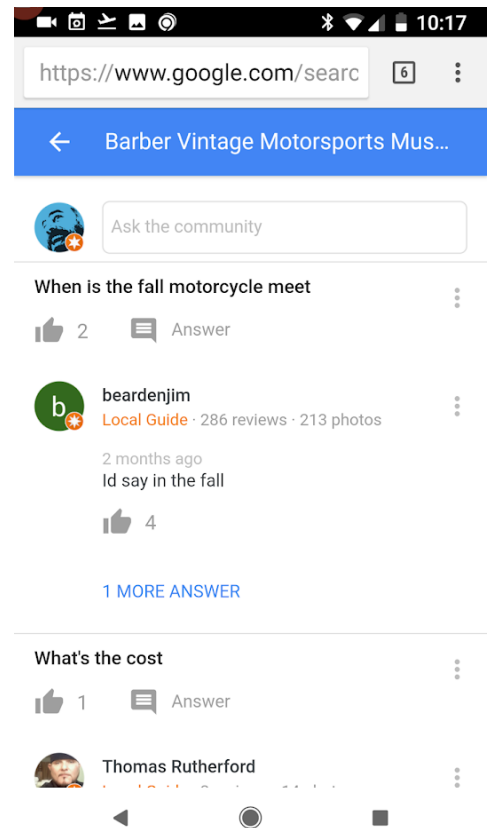 10:17
https://www.google.com/searc
6
Barber Vintage Motorsports Mus...
Ask the community
When is the fall motorcycle meet
2
Answer
b
beardenjim
Local Guide · 286 reviews · 213 photos
2 months ago
Id say in the fall
4
1 MORE ANSWER
What's the cost
1
Answer
Thomas Rutherford